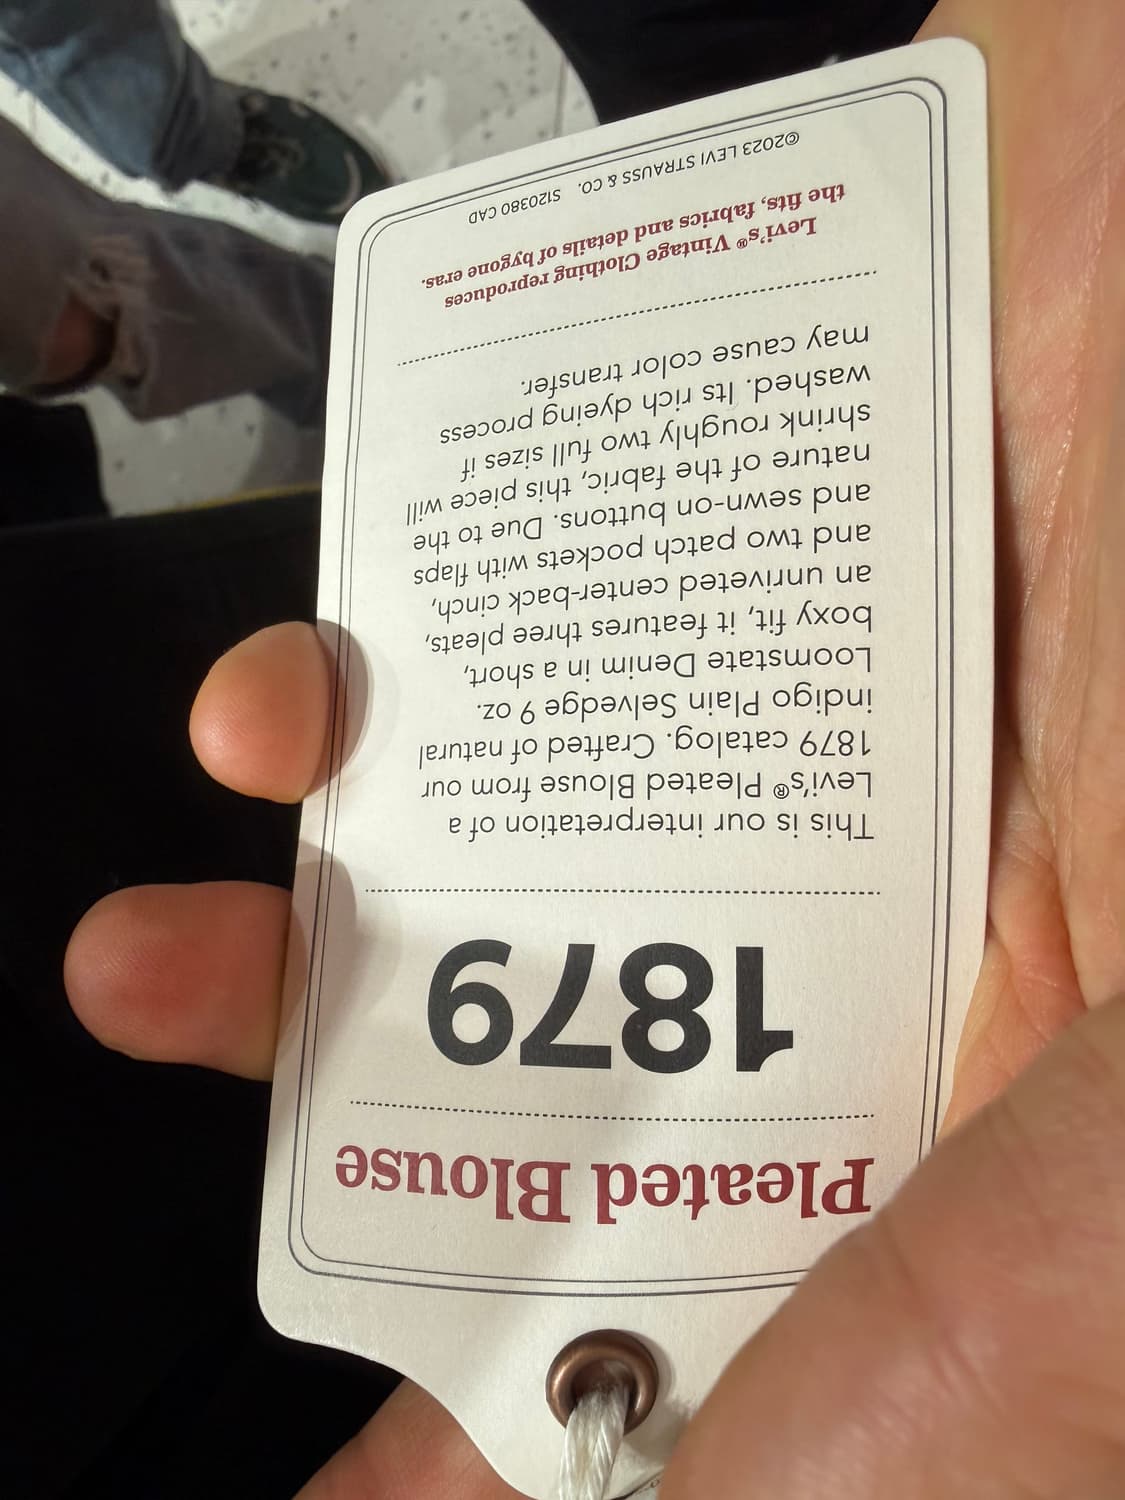 Pleated Blouse
1879
This is our interpretation of a
Levi's® Pleated Blouse from our
1879 catalog. Crafted of natural
indigo Plain Selvedge 9 oz.
Loomstate Denim in a short,
boxy fit, it features three pleats,
an unriveted center-back cinch,
and two patch pockets with flaps
and sewn-on buttons. Due to the
nature of the fabric, this piece will
shrink roughly two full sizes if
washed. Its rich dyeing process
may cause color transfer.
Levi's® Vintage Clothing reproduces
the fits, fabrics and details of bygone eras.
©2023 LEVI STRAUSS & CO. S120380 CAD